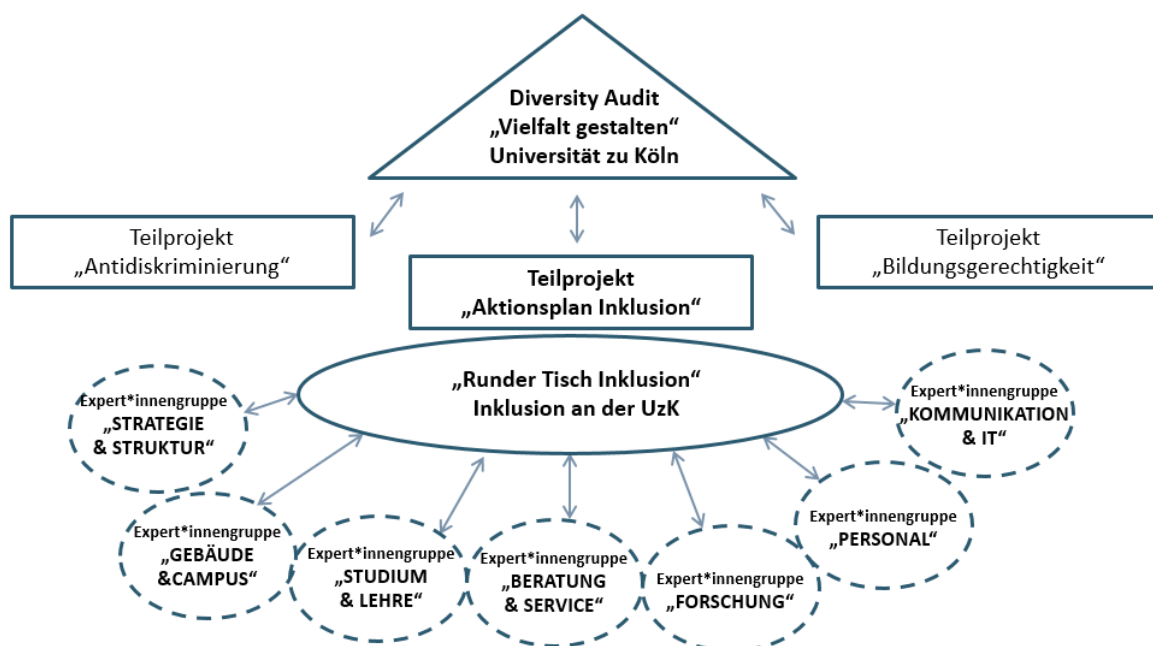 Diversity Audit
„Vielfalt gestalten“
Universität zu Köln
Teilprojekt
„Antidiskriminierung“
Teilprojekt
„Aktionsplan Inklusion“
Teilprojekt
„Bildungsgerechtigkeit“
„Runder Tisch Inklusion“
Inklusion an der UzK
Expert*innengruppe
„STRATEGIE
& STRUKTUR“
Expert*innengruppe
„GEBÄUDE
&CAMPUS“
Expert*innengruppe
„STUDIUM
& LEHRE“
Expert*innengruppe
„BERATUNG
& SERVICE“
Expert*innengruppe
„FORSCHUNG“
Expert*innengruppe
„PERSONAL“
Expert*innengruppe
„KOMMUNIKATION
& IT“